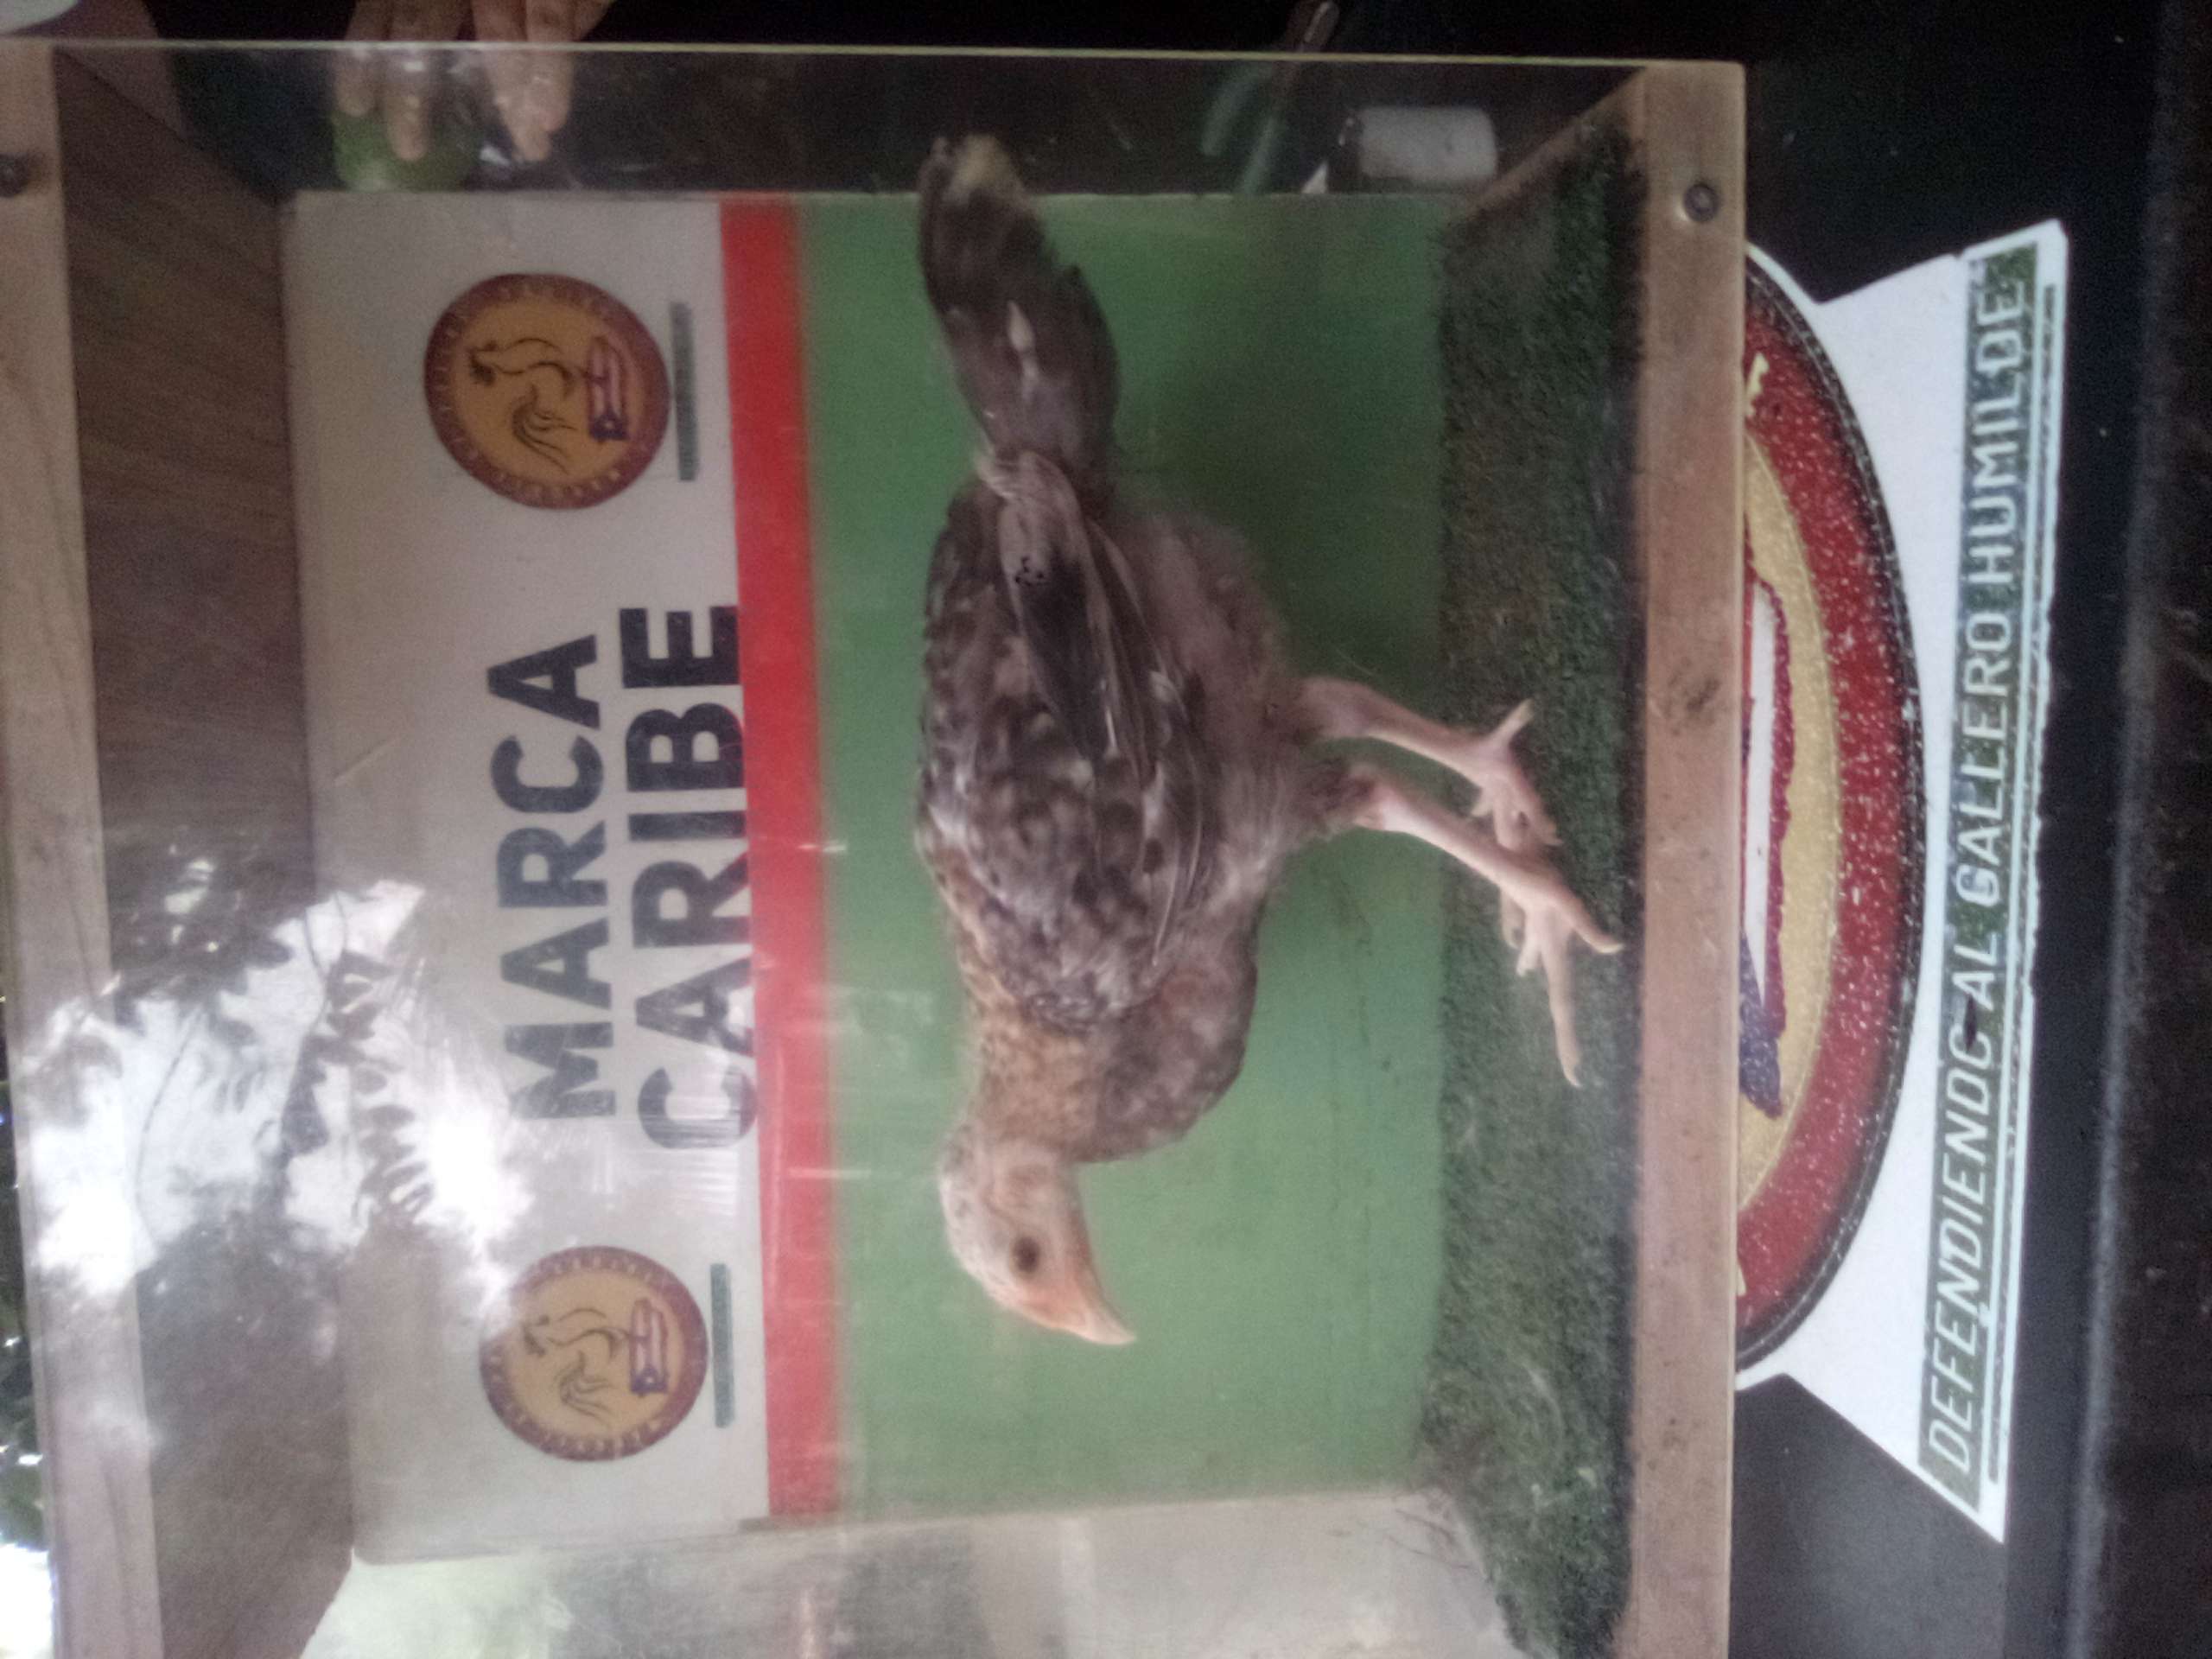 MARCA
CARIBE
DEFENDIENDO AL GALLERO HUMILDE